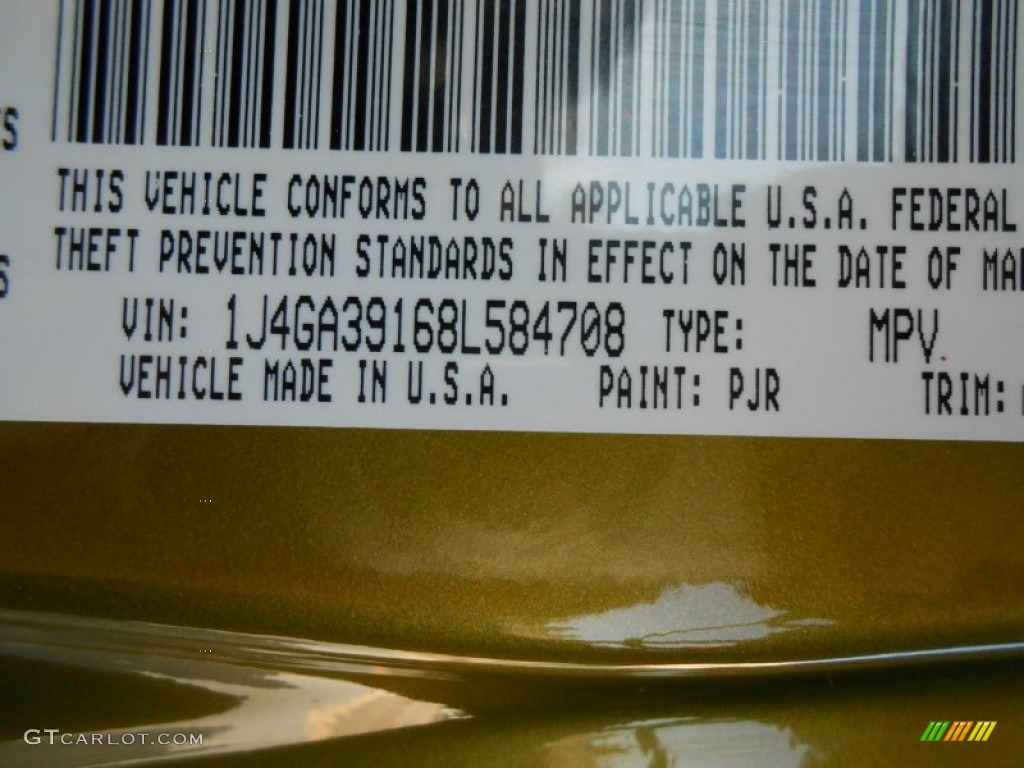 THIS VEHICLE CONFORMS TO ALL APPLICABLE U.S.A. FEDERAL
THEFT PREVENTION STANDARDS IN EFFECT ON THE DATE OF
VIN: 1J4GA39168L584708 TYPE: MPV
VEHICLE MADE IN U.S.A. PAINT: PJR TRIM:
GTCARLOT.COM